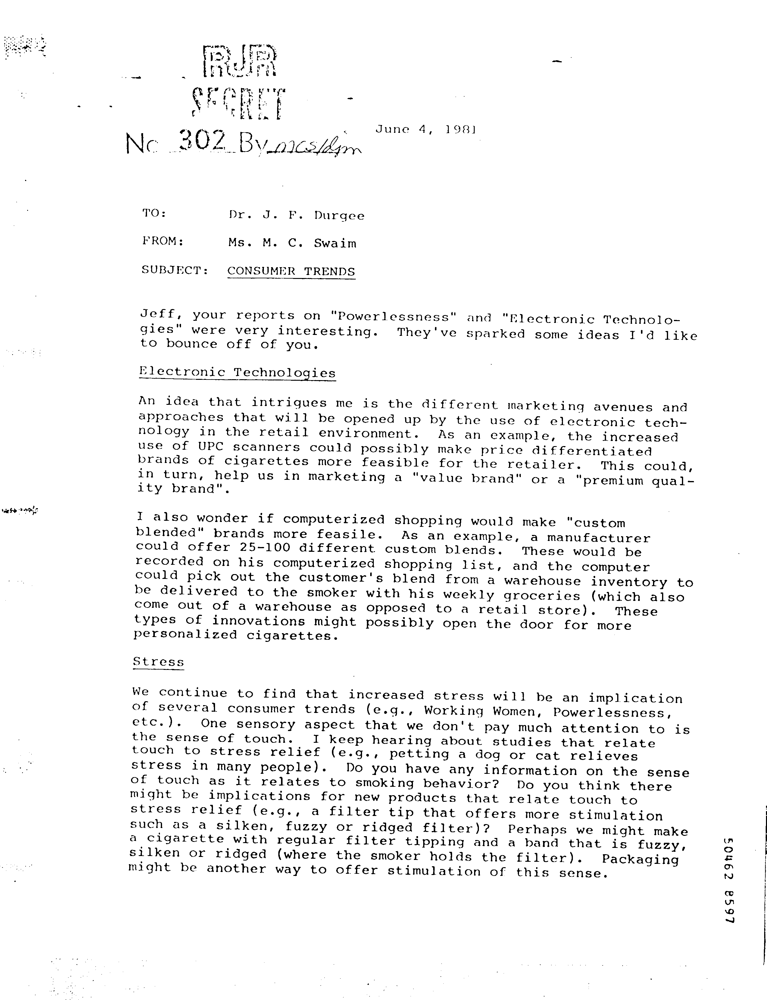 RJR
SECRET
No 302 By mcs/dpm
June 4, 1981
TO: Dr. J. F. Durgee
FROM: Ms. M. C. Swaim
SUBJECT: CONSUMER TRENDS
Jeff, your reports on "Powerlessness" and "Electronic Technolo-
gies" were very interesting. They've sparked some ideas I'd like
to bounce off of you.
Electronic Technologies
An idea that intrigues me is the different marketing avenues and
approaches that will be opened up by the use of electronic tech-
nology in the retail environment. As an example, the increased
use of UPC scanners could possibly make price differentiated
brands of cigarettes more feasible for the retailer. This could,
in turn, help us in marketing a "value brand" or a "premium qual-
ity brand".
I also wonder if computerized shopping would make "custom
blended" brands more feasile. As an example, a manufacturer
could offer 25-100 different custom blends. These would be
recorded on his computerized shopping list, and the computer
could pick out the customer's blend from a warehouse inventory to
be delivered to the smoker with his weekly groceries (which also
come out of a warehouse as opposed to a retail store). These
types of innovations might possibly open the door for more
personalized cigarettes.
Stress
We continue to find that increased stress will be an implication
of several consumer trends (e.g., Working Women, Powerlessness,
etc.). One sensory aspect that we don't pay much attention to is
the sense of touch. I keep hearing about studies that relate
touch to stress relief (e.g., petting a dog or cat relieves
stress in many people). Do you have any information on the sense
of touch as it relates to smoking behavior? Do you think there
might be implications for new products that relate touch to
stress relief (e.g., a filter tip that offers more stimulation
such as a silken, fuzzy or ridged filter)? Perhaps we might make
a cigarette with regular filter tipping and a band that is fuzzy,
silken or ridged (where the smoker holds the filter). Packaging
might be another way to offer stimulation of this sense.
50462 8597